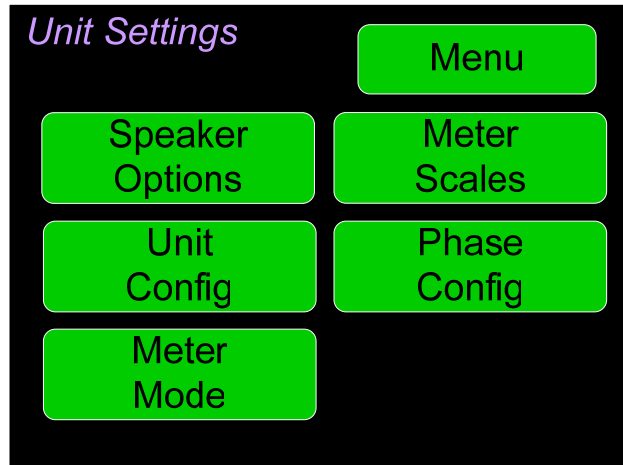 Unit Settings
Menu
Speaker
Options
Meter
Scales
Unit
Config
Phase
Config
Meter
Mode